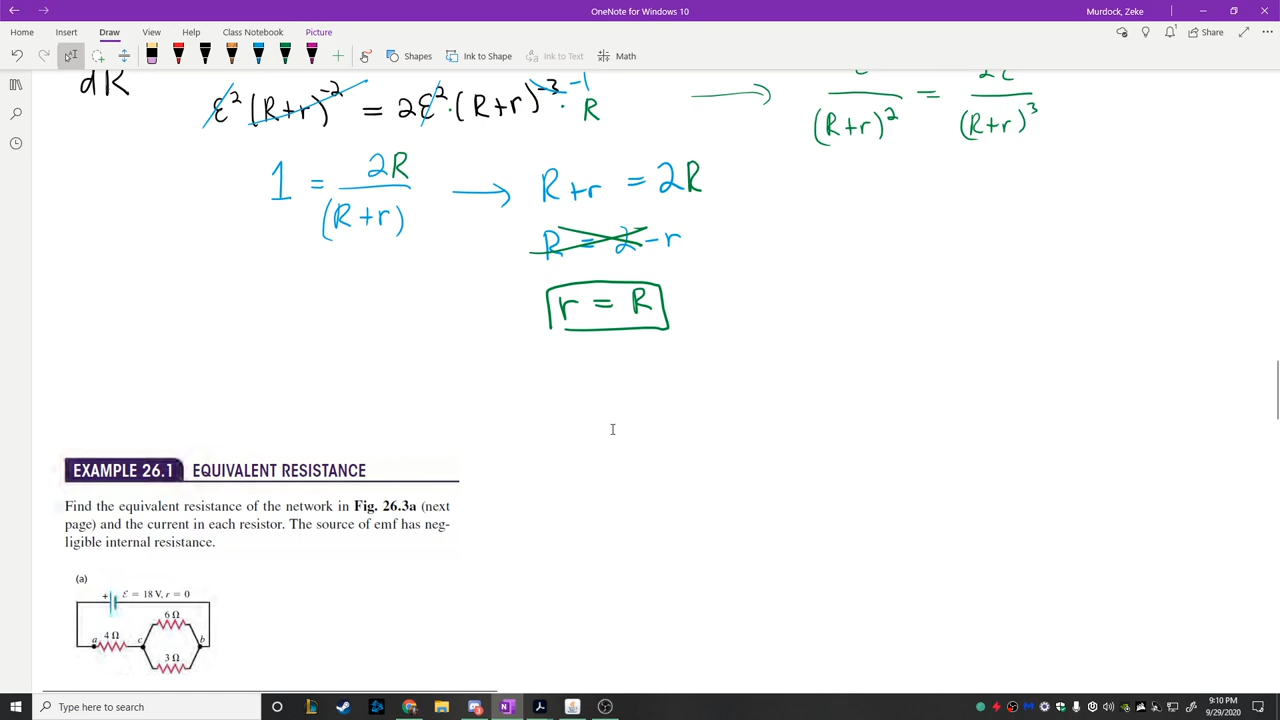 OneNote for Windows 10
Murdock, Zeke
Home Insert Draw View Help Class Notebook Picture
Share
Shapes Ink to Shape Ink to Text Math
dR
ε² (R+r)⁻² = 2ε² · (R+r)⁻³ · R
-1
(R+r)² = (R+r)³
1 = 2R / (R+r) → R+r = 2R
R = 2 - r
r = R
EXAMPLE 26.1 EQUIVALENT RESISTANCE
Find the equivalent resistance of the network in Fig. 26.3a (next
page) and the current in each resistor. The source of emf has neg-
ligible internal resistance.
(a)
+ ℰ = 18 V, r = 0
6 Ω
a 4 Ω c b
3 Ω
Type here to search
9:10 PM
9/29/2020